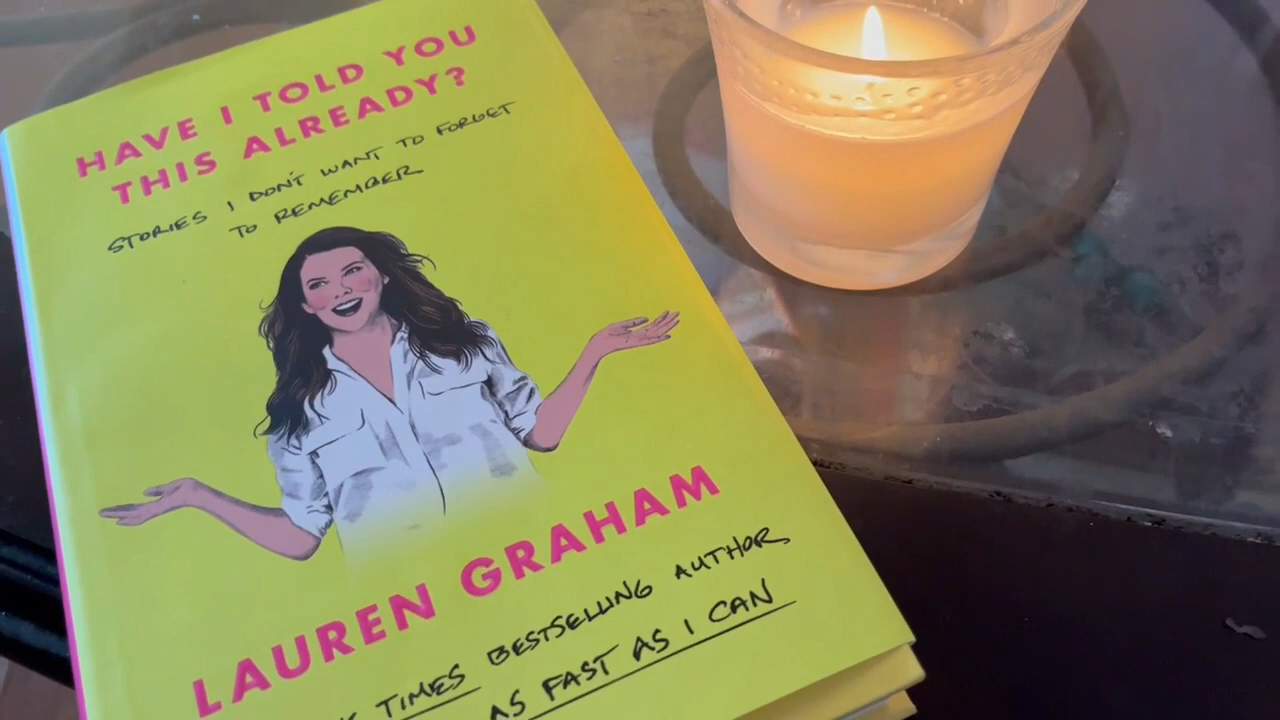 HAVE I TOLD YOU
THIS ALREADY?
STORIES I DON'T WANT TO FORGET
TO REMEMBER
LAUREN GRAHAM
TIMES BESTSELLING AUTHOR
AS FAST AS I CAN